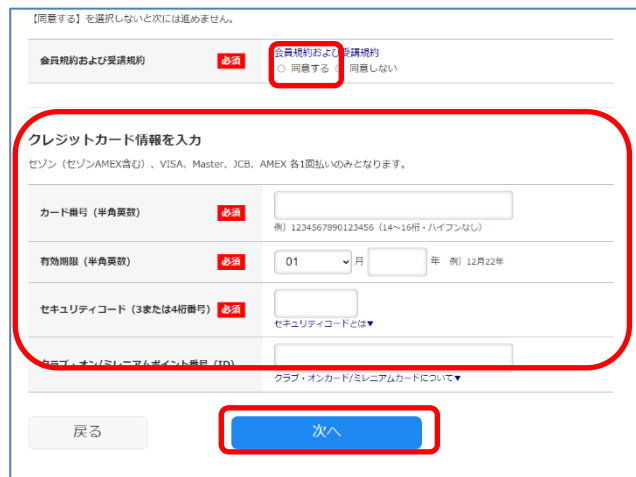 【同意する】を選択しないと次には進めません。
会員規約および受講規約
会員規約および受講規約 必須
○ 同意する ○ 同意しない
クレジットカード情報を入力
セゾン（セゾンAMEX含む）、VISA、Master、JCB、AMEX 各1回払いのみとなります。
カード番号（半角英数） 必須
例）1234567890123456（14～16桁・ハイフンなし）
有効期限（半角英数） 必須 01 月 年 例）12月22年
セキュリティコード（3または4桁番号） 必須
セキュリティコードとは▼
クラブ・オン/ミレニアムポイント番号（ID）
クラブ・オンカード/ミレニアムカードについて▼
戻る 次へ